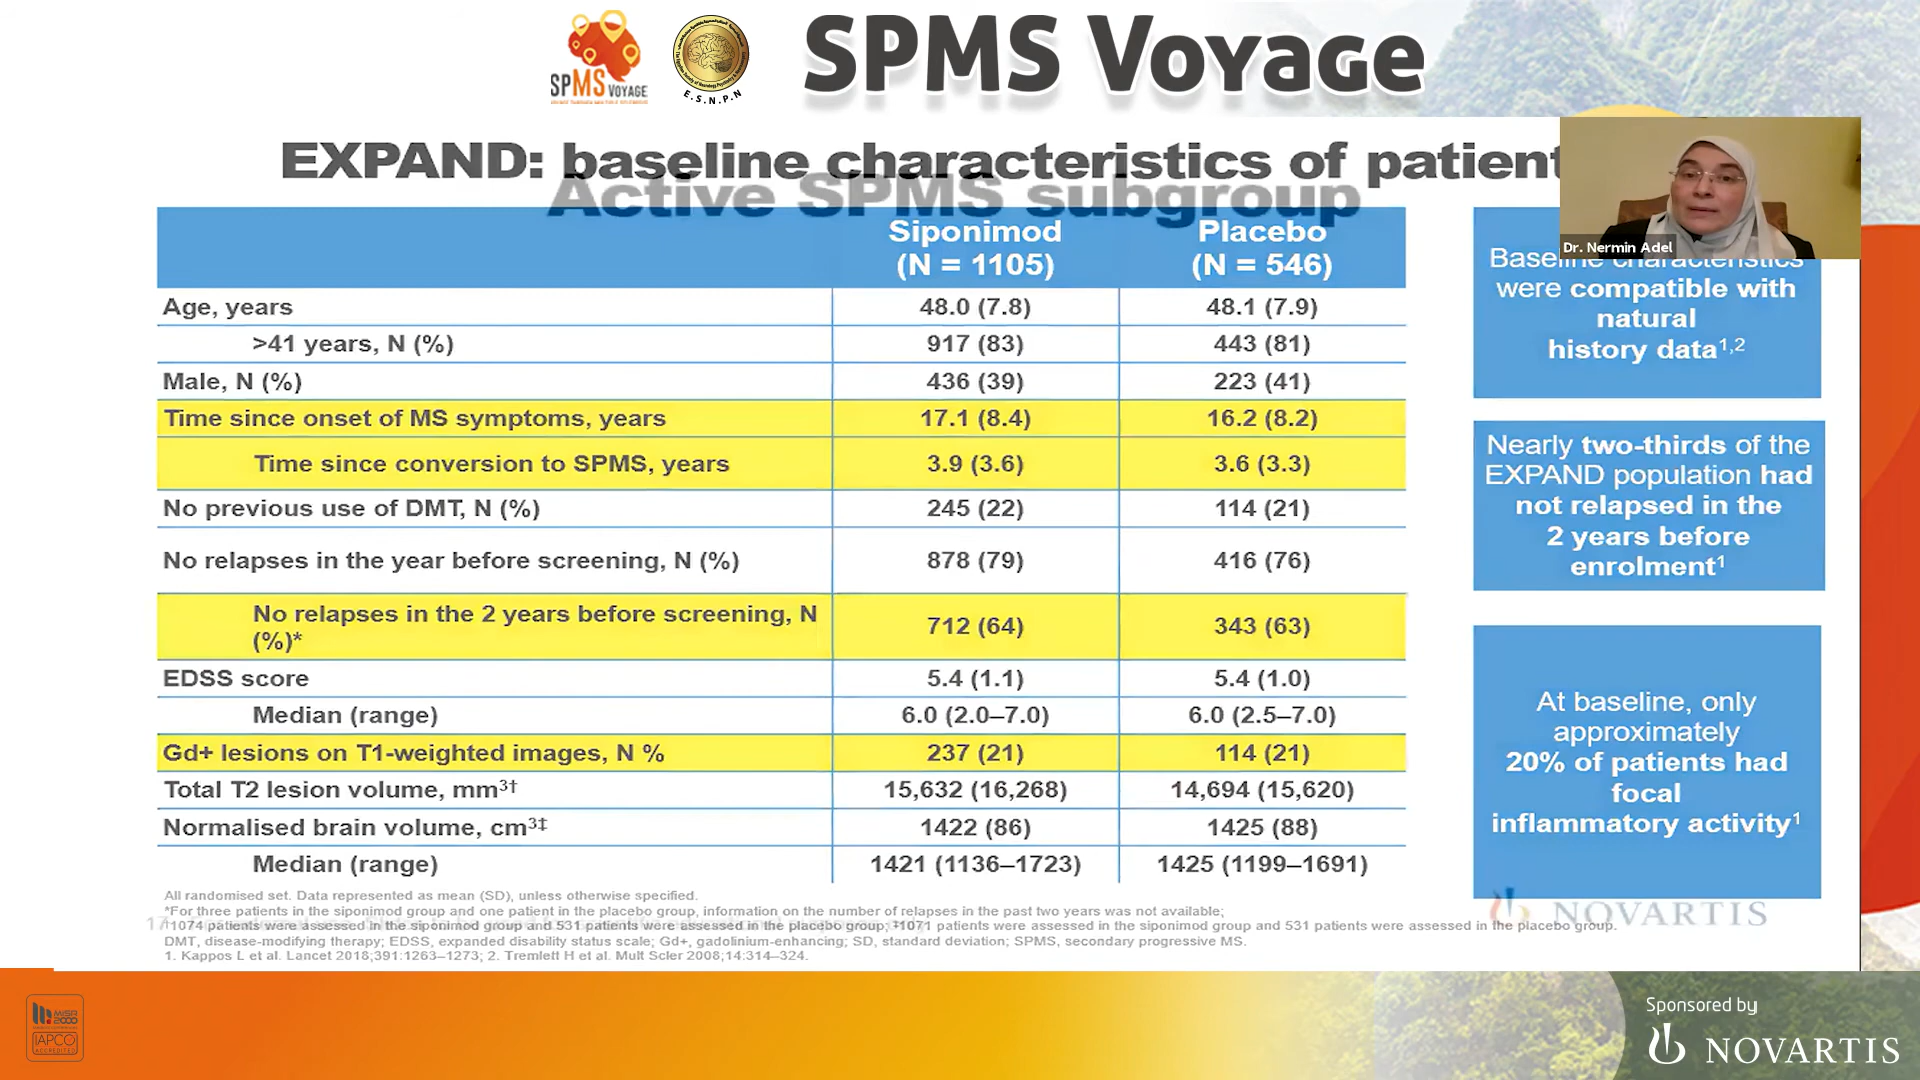 SPMS VOYAGE
E.S.N.P.N
SPMS Voyage
EXPAND: baseline characteristics of patient
Active SPMS subgroup
Dr. Nermin Adel
Siponimod (N = 1105) Placebo (N = 546)
Age, years 48.0 (7.8) 48.1 (7.9)
>41 years, N (%) 917 (83) 443 (81)
Male, N (%) 436 (39) 223 (41)
Time since onset of MS symptoms, years 17.1 (8.4) 16.2 (8.2)
Time since conversion to SPMS, years 3.9 (3.6) 3.6 (3.3)
No previous use of DMT, N (%) 245 (22) 114 (21)
No relapses in the year before screening, N (%) 878 (79) 416 (76)
No relapses in the 2 years before screening, N
(%)* 712 (64) 343 (63)
EDSS score 5.4 (1.1) 5.4 (1.0)
Median (range) 6.0 (2.0–7.0) 6.0 (2.5–7.0)
Gd+ lesions on T1-weighted images, N % 237 (21) 114 (21)
Total T2 lesion volume, mm³† 15,632 (16,268) 14,694 (15,620)
Normalised brain volume, cm³‡ 1422 (86) 1425 (88)
Median (range) 1421 (1136–1723) 1425 (1199–1691)
Baseline characteristics
were compatible with
natural
history data1,2
Nearly two-thirds of the
EXPAND population had
not relapsed in the
2 years before
enrolment1
At baseline, only
approximately
20% of patients had
focal
inflammatory activity1
All randomised set. Data represented as mean (SD), unless otherwise specified.
*For three patients in the siponimod group and one patient in the placebo group, information on the number of relapses in the past two years was not available;
†1074 patients were assessed in the siponimod group and 531 patients were assessed in the placebo group; ‡1071 patients were assessed in the siponimod group and 531 patients were assessed in the placebo group.
DMT, disease-modifying therapy; EDSS, expanded disability status scale; Gd+, gadolinium-enhancing; SD, standard deviation; SPMS, secondary progressive MS.
1. Kappos L et al. Lancet 2018;391:1263–1273; 2. Tremlett H et al. Mult Scler 2008;14:314–324.
17
NOVARTIS
MISR
2000
IAPCO
ACCREDITED
Sponsored by
NOVARTIS